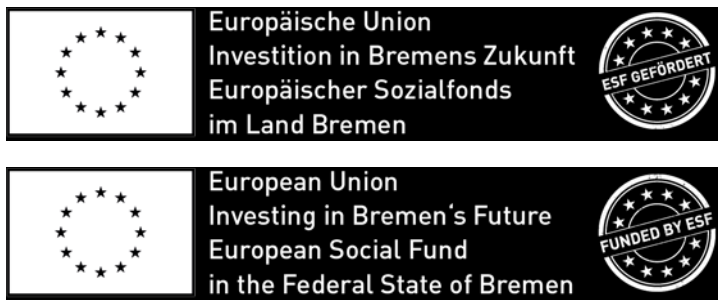 Europäische Union
Investition in Bremens Zukunft
Europäischer Sozialfonds
im Land Bremen
ESF GEFÖRDERT
European Union
Investing in Bremen‘s Future
European Social Fund
in the Federal State of Bremen
FUNDED BY ESF